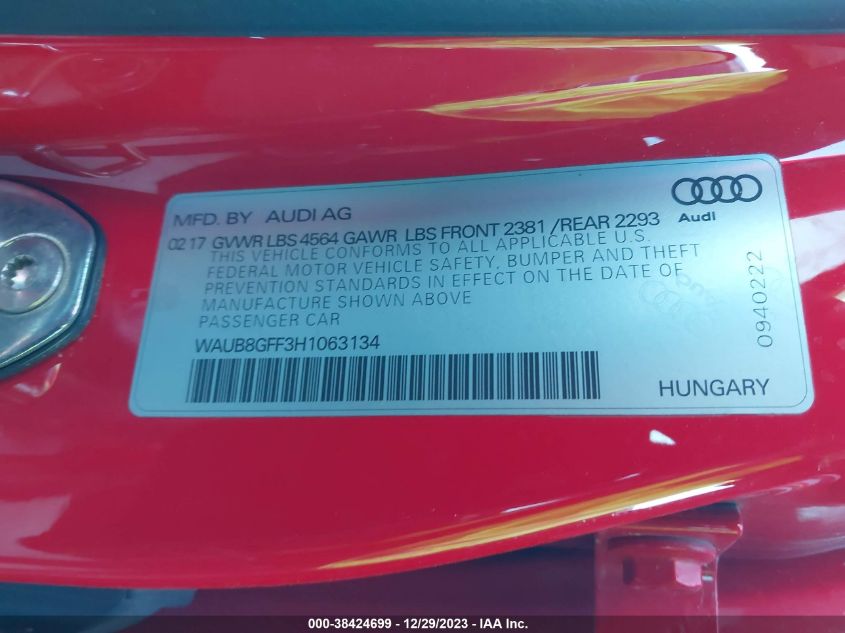 MFD. BY AUDI AG
Audi
02 17 GVWR LBS 4564 GAWR LBS FRONT 2381 /REAR 2293
THIS VEHICLE CONFORMS TO ALL APPLICABLE U.S.
FEDERAL MOTOR VEHICLE SAFETY, BUMPER AND THEFT
PREVENTION STANDARDS IN EFFECT ON THE DATE OF
MANUFACTURE SHOWN ABOVE
PASSENGER CAR
WAUB8GFF3H1063134
0940222
HUNGARY
000-38424699 - 12/29/2023 - IAA Inc.